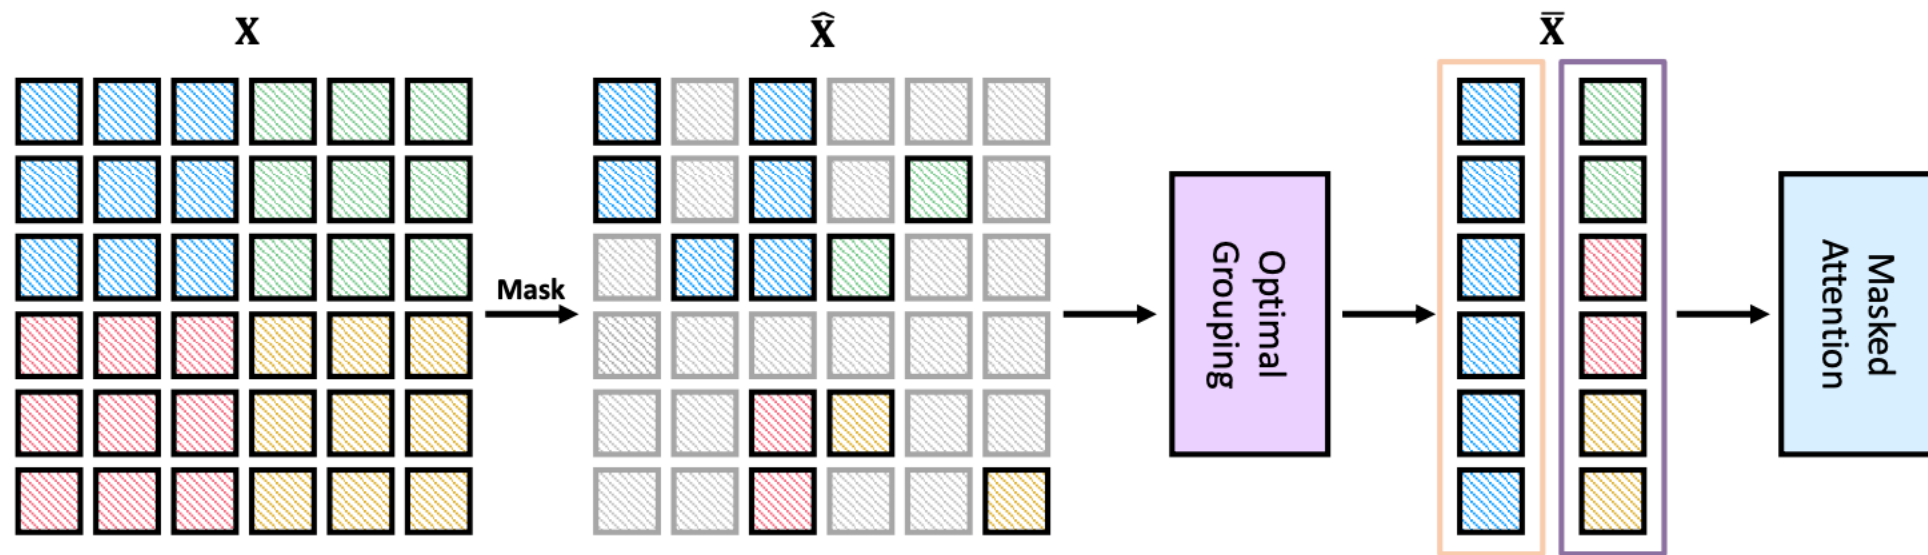 X
X̂
X̄
Mask
Optimal
Grouping
Masked
Attention